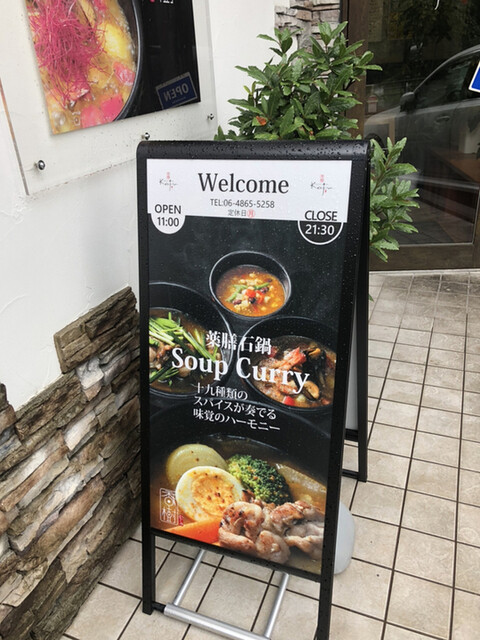 OPEN
Welcome
TEL:06-4865-5258
定休日㊊
OPEN
11:00
CLOSE
21:30
薬膳石鍋
Soup Curry
十九種類の
スパイスが奏でる
味覚のハーモニー